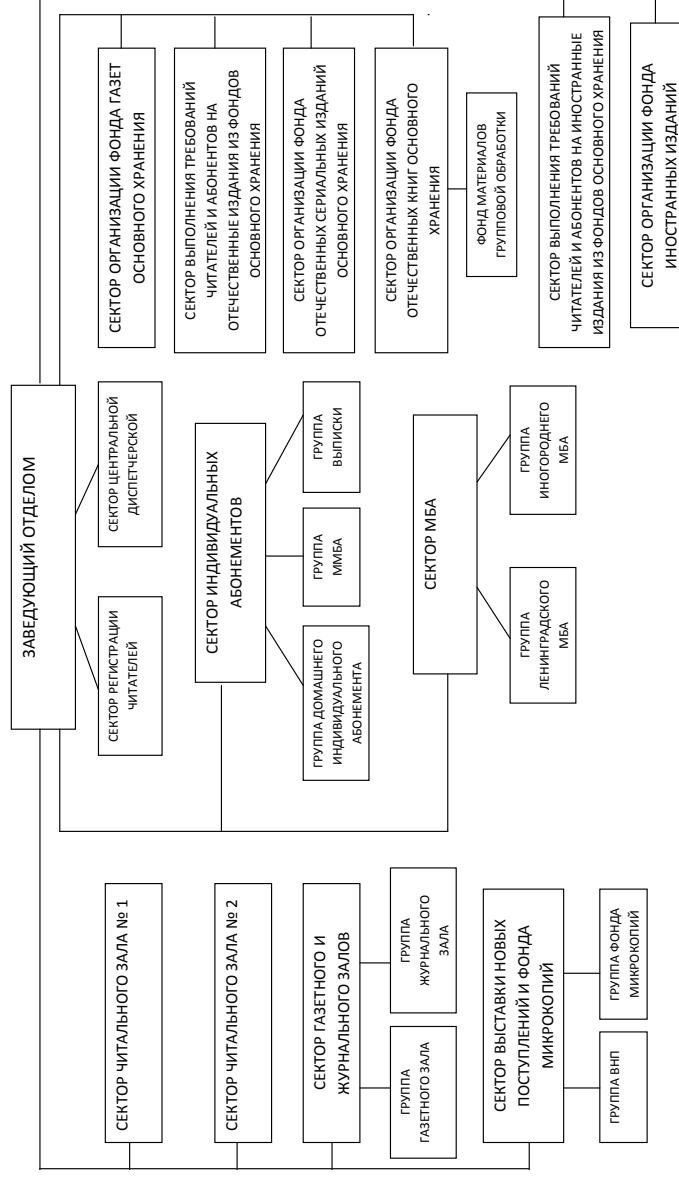 ЗАВЕДУЮЩИЙ ОТДЕЛОМ
СЕКТОР РЕГИСТРАЦИИ
ЧИТАТЕЛЕЙ
СЕКТОР ЦЕНТРАЛЬНОЙ
ДИСПЕТЧЕРСКОЙ
СЕКТОР ЧИТАЛЬНОГО ЗАЛА № 1
СЕКТОР ЧИТАЛЬНОГО ЗАЛА № 2
СЕКТОР ГАЗЕТНОГО И
ЖУРНАЛЬНОГО ЗАЛОВ
ГРУППА
ГАЗЕТНОГО ЗАЛА
ГРУППА
ЖУРНАЛЬНОГО
ЗАЛА
СЕКТОР ВЫСТАВКИ НОВЫХ
ПОСТУПЛЕНИЙ И ФОНДА
МИКРОКОПИЙ
ГРУППА ВНП
ГРУППА ФОНДА
МИКРОКОПИЙ
СЕКТОР ИНДИВИДУАЛЬНЫХ
АБОНЕМЕНТОВ
ГРУППА ДОМАШНЕГО
ИНДИВИДУАЛЬНОГО
АБОНЕМЕНТА
ГРУППА
ММБА
ГРУППА
ВЫПИСКИ
СЕКТОР МБА
ГРУППА
ЛЕНИНГРАДСКОГО
МБА
ГРУППА
ИНОГОРОДНЕГО
МБА
СЕКТОР ОРГАНИЗАЦИИ ФОНДА ГАЗЕТ
ОСНОВНОГО ХРАНЕНИЯ
СЕКТОР ВЫПОЛНЕНИЯ ТРЕБОВАНИЙ
ЧИТАТЕЛЕЙ И АБОНЕНТОВ НА
ОТЕЧЕСТВЕННЫЕ ИЗДАНИЯ ИЗ ФОНДОВ
ОСНОВНОГО ХРАНЕНИЯ
СЕКТОР ОРГАНИЗАЦИИ ФОНДА
ОТЕЧЕСТВЕННЫХ СЕРИАЛЬНЫХ ИЗДАНИЙ
ОСНОВНОГО ХРАНЕНИЯ
СЕКТОР ОРГАНИЗАЦИИ ФОНДА
ОТЕЧЕСТВЕННЫХ КНИГ ОСНОВНОГО
ХРАНЕНИЯ
ФОНД МАТЕРИАЛОВ
ГРУППОВОЙ ОБРАБОТКИ
СЕКТОР ВЫПОЛНЕНИЯ ТРЕБОВАНИЙ
ЧИТАТЕЛЕЙ И АБОНЕНТОВ НА ИНОСТРАННЫЕ
ИЗДАНИЯ ИЗ ФОНДОВ ОСНОВНОГО ХРАНЕНИЯ
СЕКТОР ОРГАНИЗАЦИИ ФОНДА
ИНОСТРАННЫХ ИЗДАНИЙ